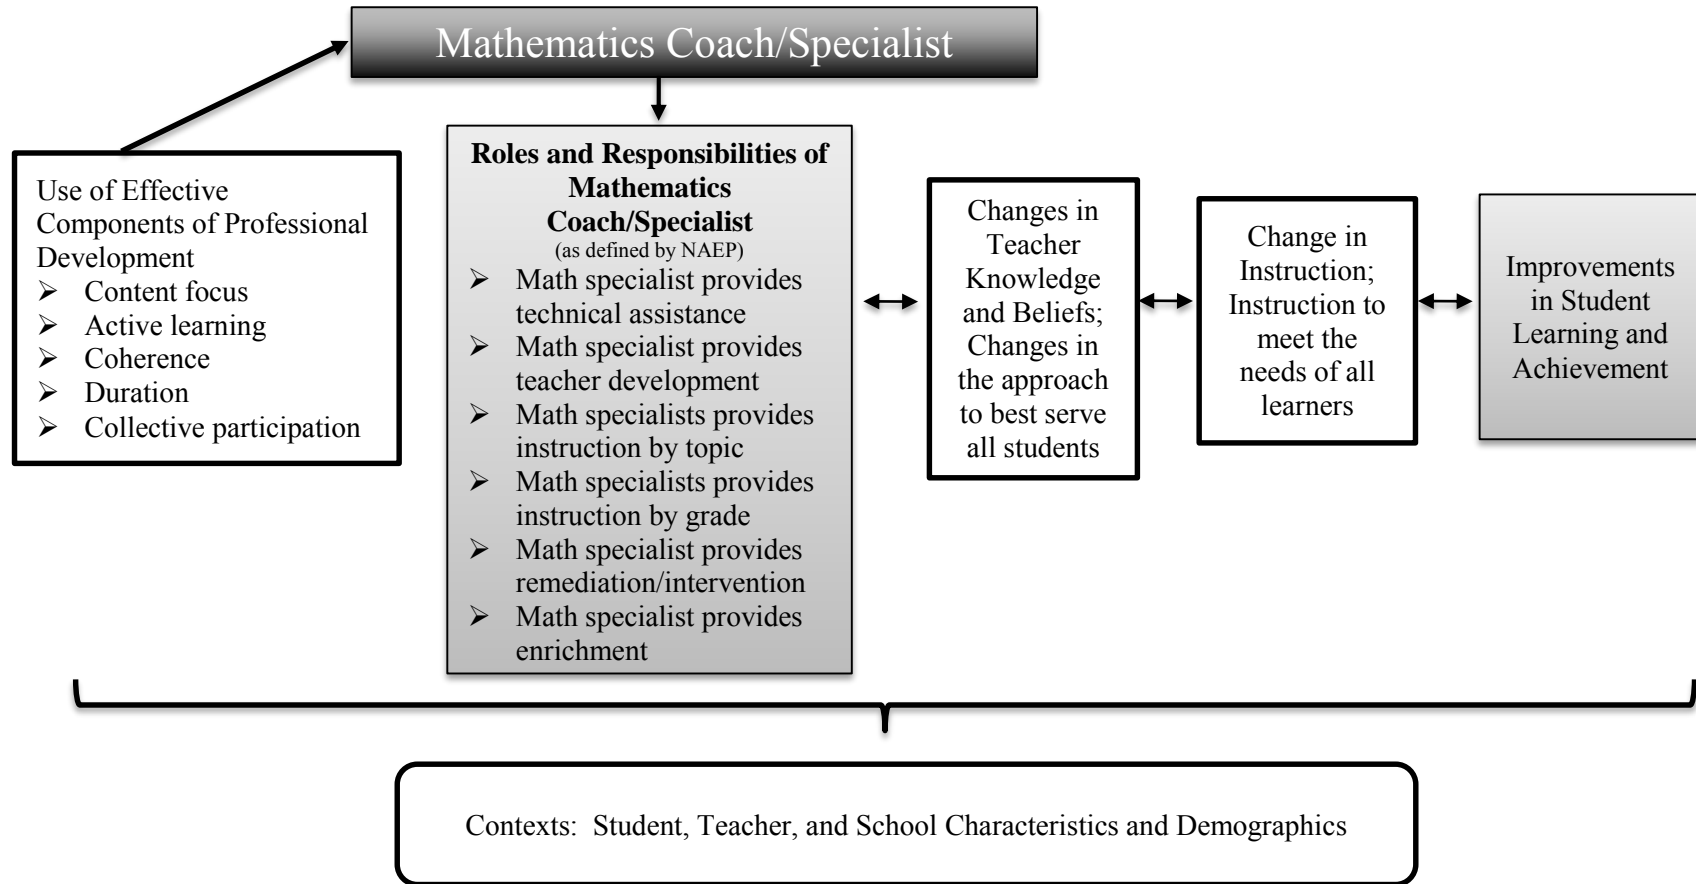 Mathematics Coach/Specialist
Use of Effective
Components of Professional
Development
➢ Content focus
➢ Active learning
➢ Coherence
➢ Duration
➢ Collective participation
Roles and Responsibilities of
Mathematics
Coach/Specialist
(as defined by NAEP)
➢ Math specialist provides
technical assistance
➢ Math specialist provides
teacher development
➢ Math specialists provides
instruction by topic
➢ Math specialists provides
instruction by grade
➢ Math specialist provides
remediation/intervention
➢ Math specialist provides
enrichment
Changes in
Teacher
Knowledge
and Beliefs;
Changes in
the approach
to best serve
all students
Change in
Instruction;
Instruction to
meet the
needs of all
learners
Improvements
in Student
Learning and
Achievement
Contexts:  Student, Teacher, and School Characteristics and Demographics